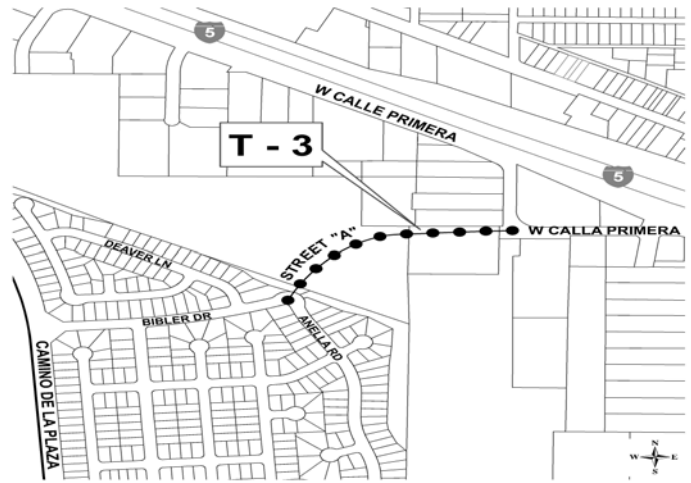 5
W CALLE PRIMERA
T - 3
5
STREET "A"
W CALLA PRIMERA
DEAVER LN
BIBLER DR
ANELLA RD
CAMINO DE LA PLAZA
N
W E
S